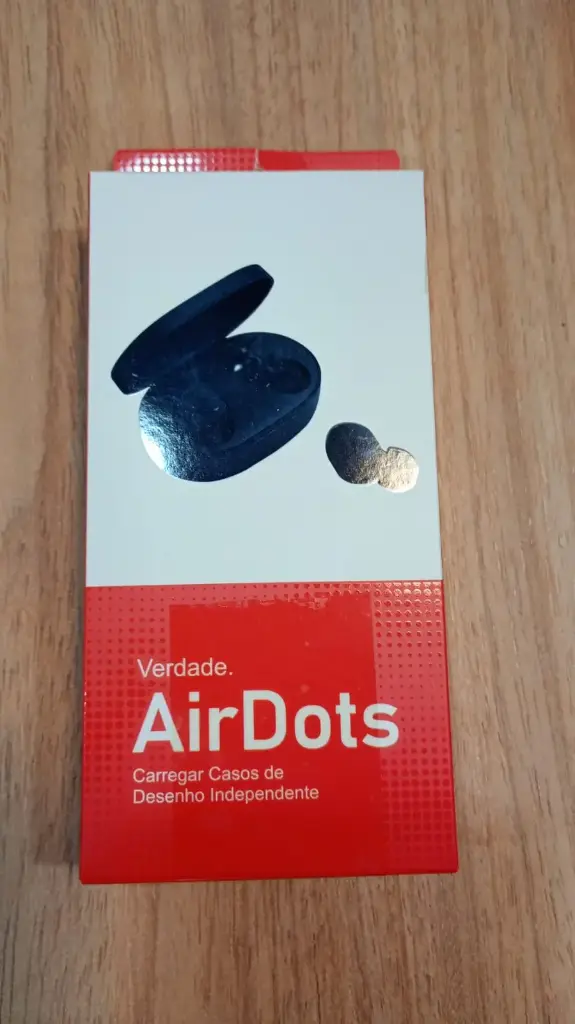 Verdade.
AirDots
Carregar Casos de
Desenho Independente